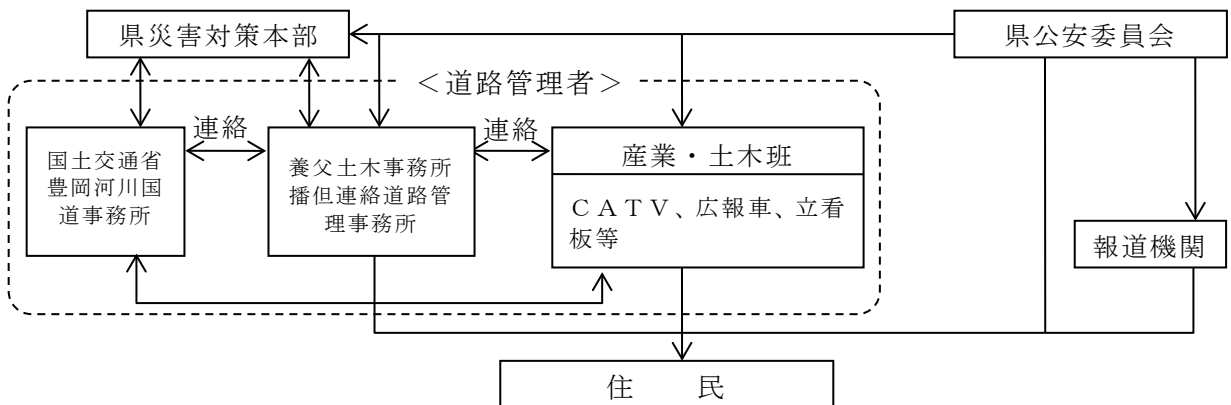 県災害対策本部
県公安委員会
＜道路管理者＞
連絡
連絡
国土交通省
豊岡河川国
道事務所
養父土木事務所
播但連絡道路管
理事務所
産業・土木班
ＣＡＴＶ、広報車、立看
板等
報道機関
住　　民